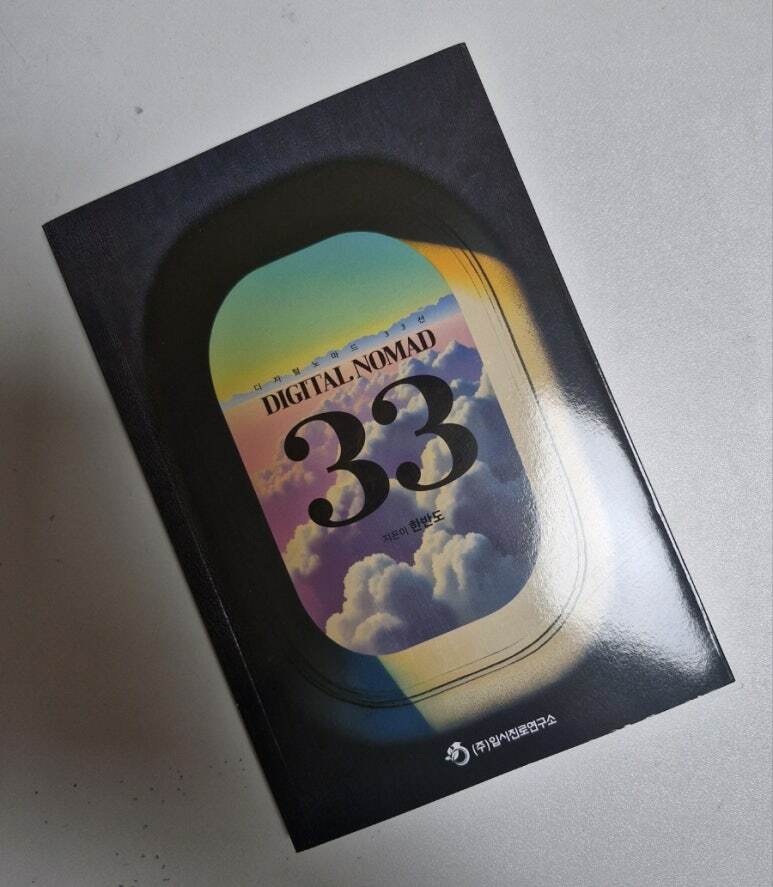 디지털노마드 33선
DIGITAL NOMAD
33
지은이 한반도
(주)입시진로연구소